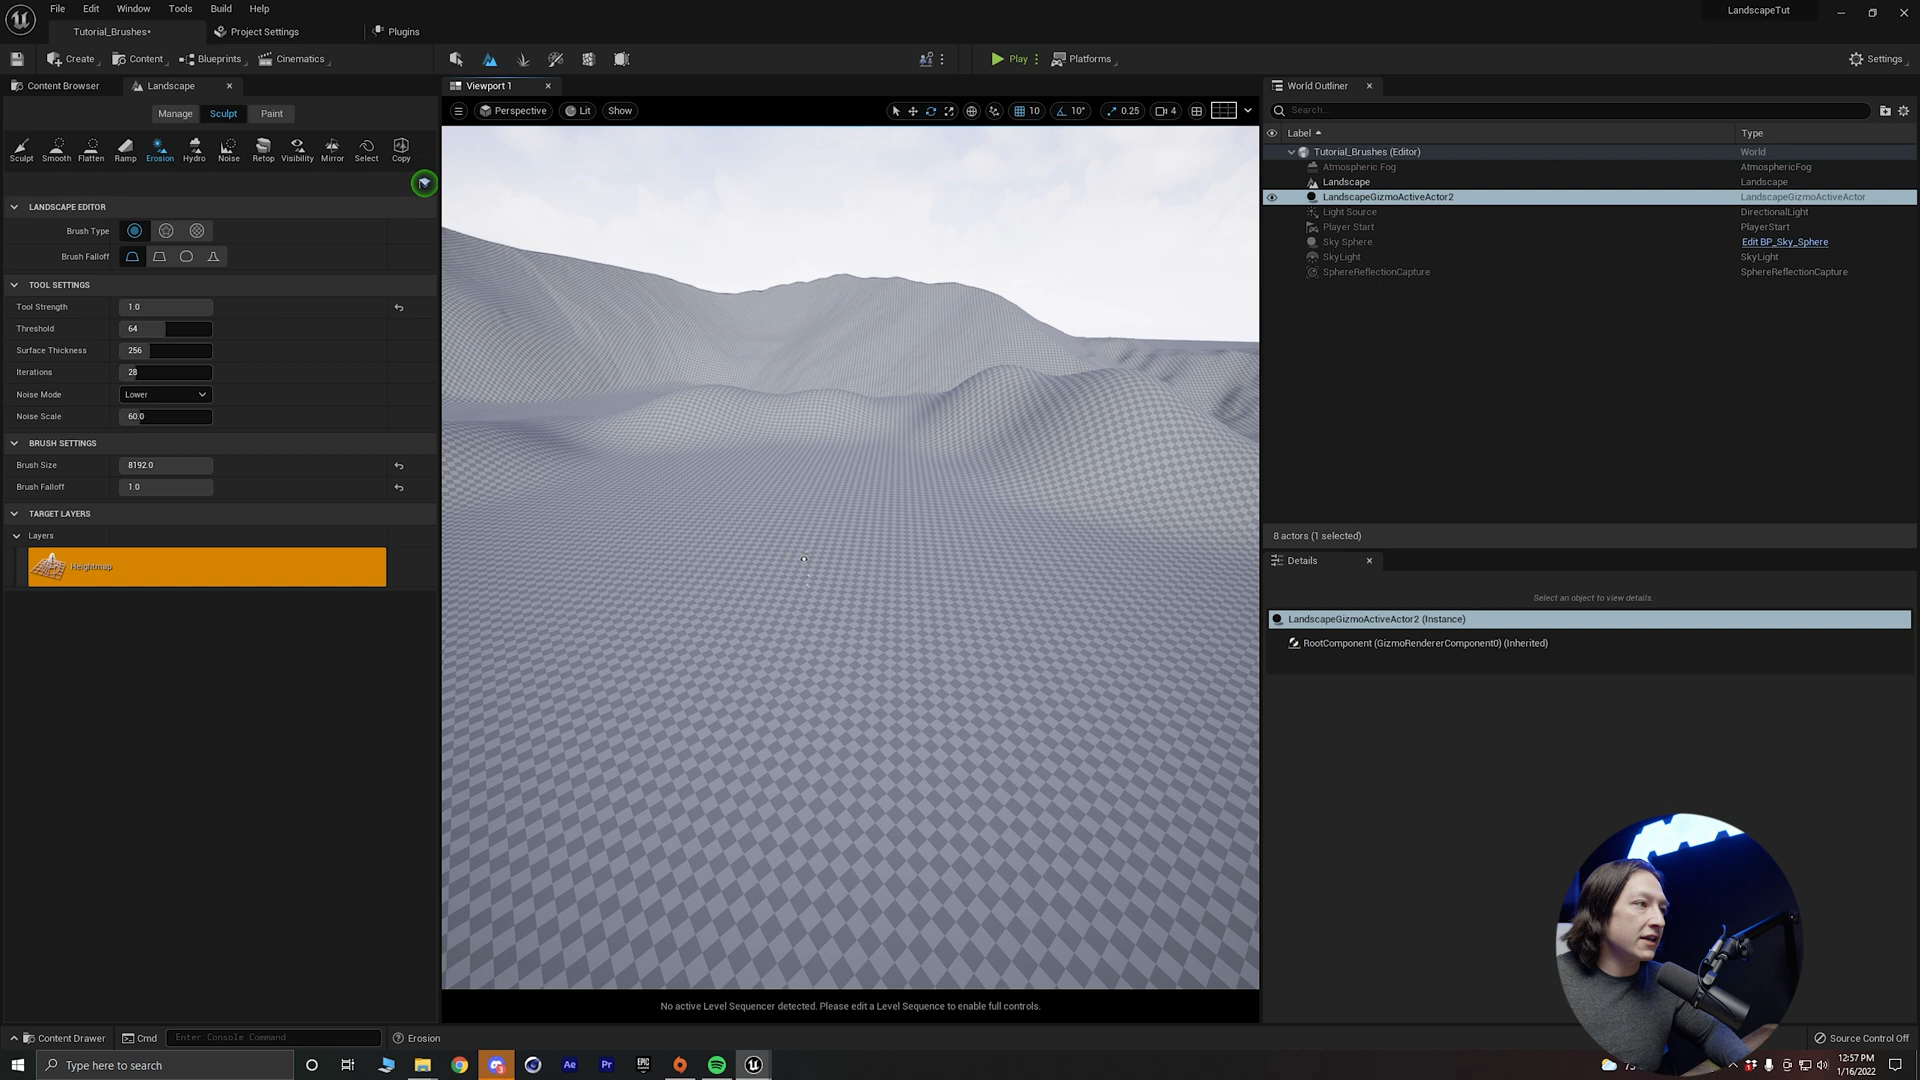 File Edit Window Tools Build Help
LandscapeTut
Tutorial_Brushes•
Project Settings
Plugins
Create
Content
Blueprints
Cinematics
Play
Platforms
Settings
Content Browser
Landscape
Viewport 1
World Outliner
Manage
Sculpt
Paint
Perspective
Lit
Show
10
10°
0.25
4
Search...
Label
Type
Sculpt Smooth Flatten Ramp Erosion Hydro Noise Retop Visibility Mirror Select Copy
Tutorial_Brushes (Editor) World
Atmospheric Fog AtmosphericFog
Landscape Landscape
LandscapeGizmoActiveActor2 LandscapeGizmoActiveActor
Light Source DirectionalLight
Player Start PlayerStart
Sky Sphere Edit BP_Sky_Sphere
SkyLight SkyLight
SphereReflectionCapture SphereReflectionCapture
LANDSCAPE EDITOR
Brush Type
Brush Falloff
TOOL SETTINGS
Tool Strength 1.0
Threshold 64
Surface Thickness 256
Iterations 28
Noise Mode Lower
Noise Scale 60.0
BRUSH SETTINGS
Brush Size 8192.0
Brush Falloff 1.0
TARGET LAYERS
Layers
Heightmap
8 actors (1 selected)
Details
Select an object to view details.
LandscapeGizmoActiveActor2 (Instance)
RootComponent (GizmoRendererComponent0) (Inherited)
No active Level Sequencer detected. Please edit a Level Sequence to enable full controls.
Content Drawer
Cmd
Enter Console Command
Erosion
Source Control Off
Type here to search
Ae
Pr
EPIC
12:57 PM
1/16/2022